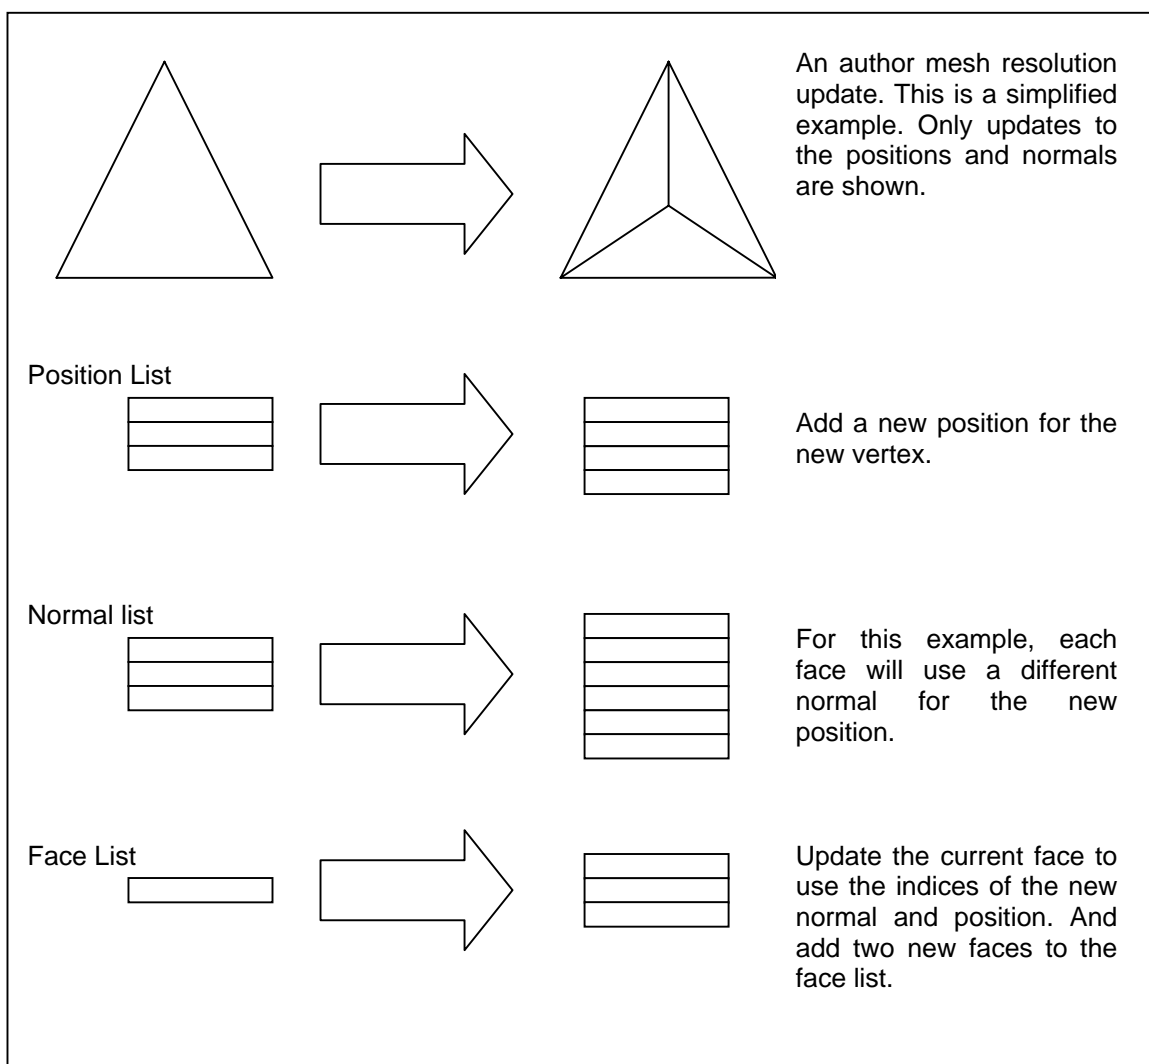 An author mesh resolution
update. This is a simplified
example. Only updates to
the positions and normals
are shown.
Position List
Add a new position for the
new vertex.
Normal list
For this example, each
face will use a different
normal for the new
position.
Face List
Update the current face to
use the indices of the new
normal and position. And
add two new faces to the
face list.